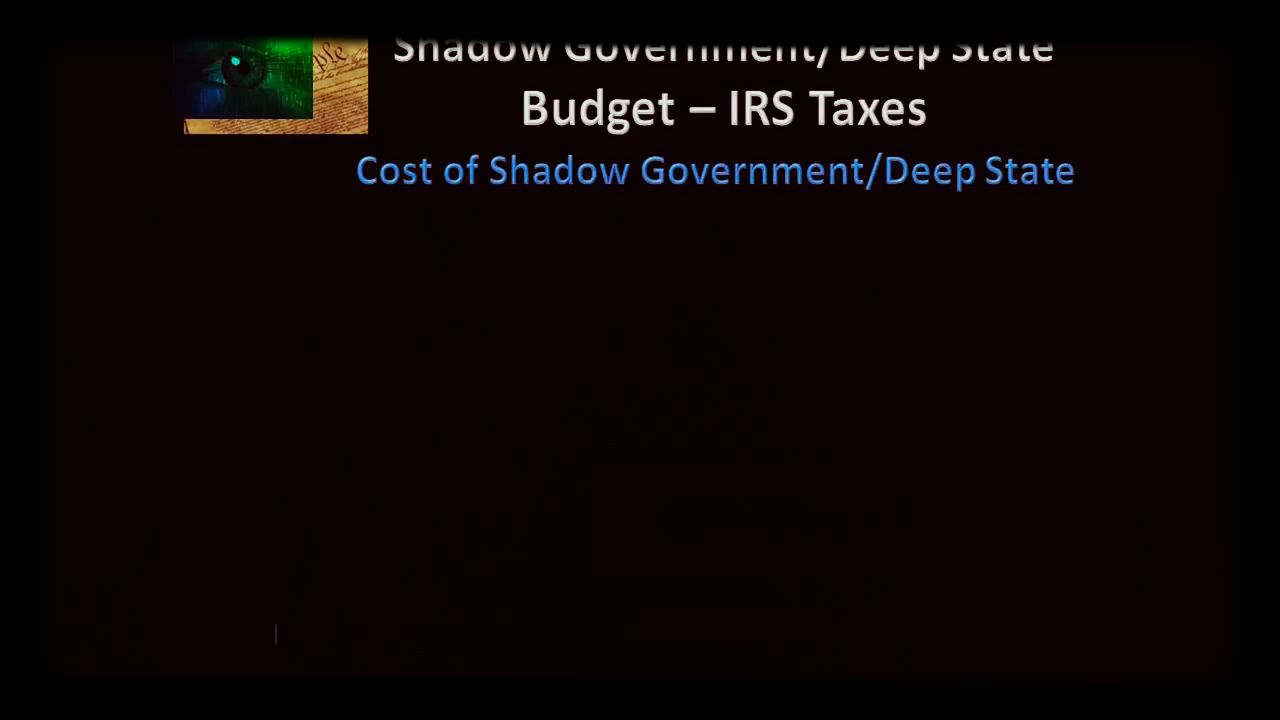 Shadow Government/Deep State
Budget – IRS Taxes
Cost of Shadow Government/Deep State